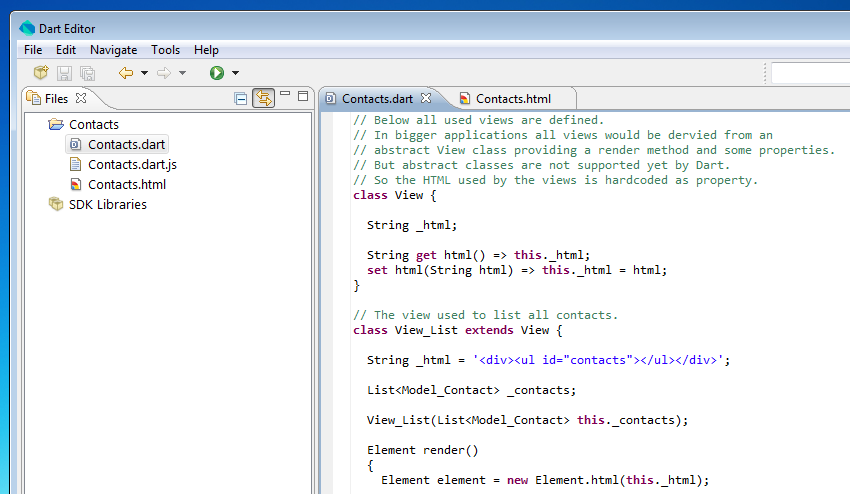 Dart Editor
File Edit Navigate Tools Help
Files
Contacts
Contacts.dart
Contacts.dart.js
Contacts.html
SDK Libraries
Contacts.dart Contacts.html
// Below all used views are defined.
// In bigger applications all views would be dervied from an
// abstract View class providing a render method and some properties.
// But abstract classes are not supported yet by Dart.
// So the HTML used by the views is hardcoded as property.
class View {
String _html;
String get html() => this._html;
set html(String html) => this._html = html;
}
// The view used to list all contacts.
class View_List extends View {
String _html = '<div><ul id="contacts"></ul></div>';
List<Model_Contact> _contacts;
View_List(List<Model_Contact> this._contacts);
Element render()
{
Element element = new Element.html(this._html);